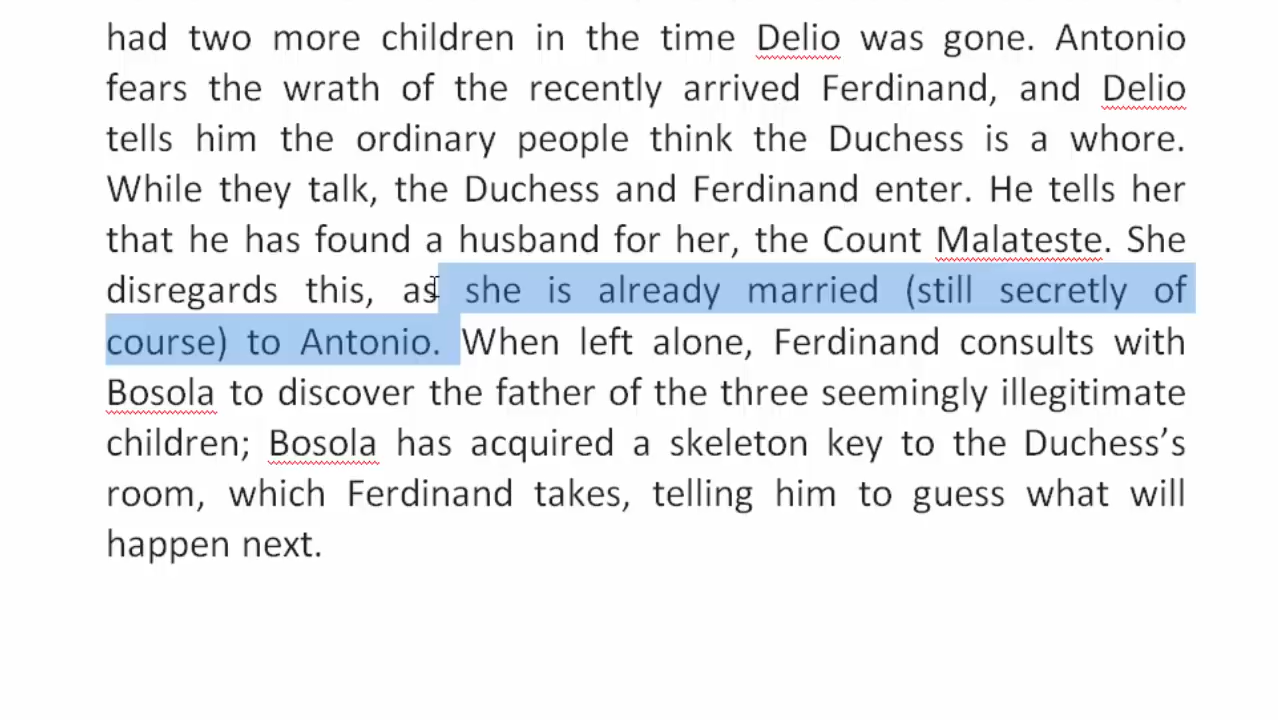 had two more children in the time Delio was gone. Antonio
fears the wrath of the recently arrived Ferdinand, and Delio
tells him the ordinary people think the Duchess is a whore.
While they talk, the Duchess and Ferdinand enter. He tells her
that he has found a husband for her, the Count Malateste. She
disregards this, as she is already married (still secretly of
course) to Antonio. When left alone, Ferdinand consults with
Bosola to discover the father of the three seemingly illegitimate
children; Bosola has acquired a skeleton key to the Duchess’s
room, which Ferdinand takes, telling him to guess what will
happen next.